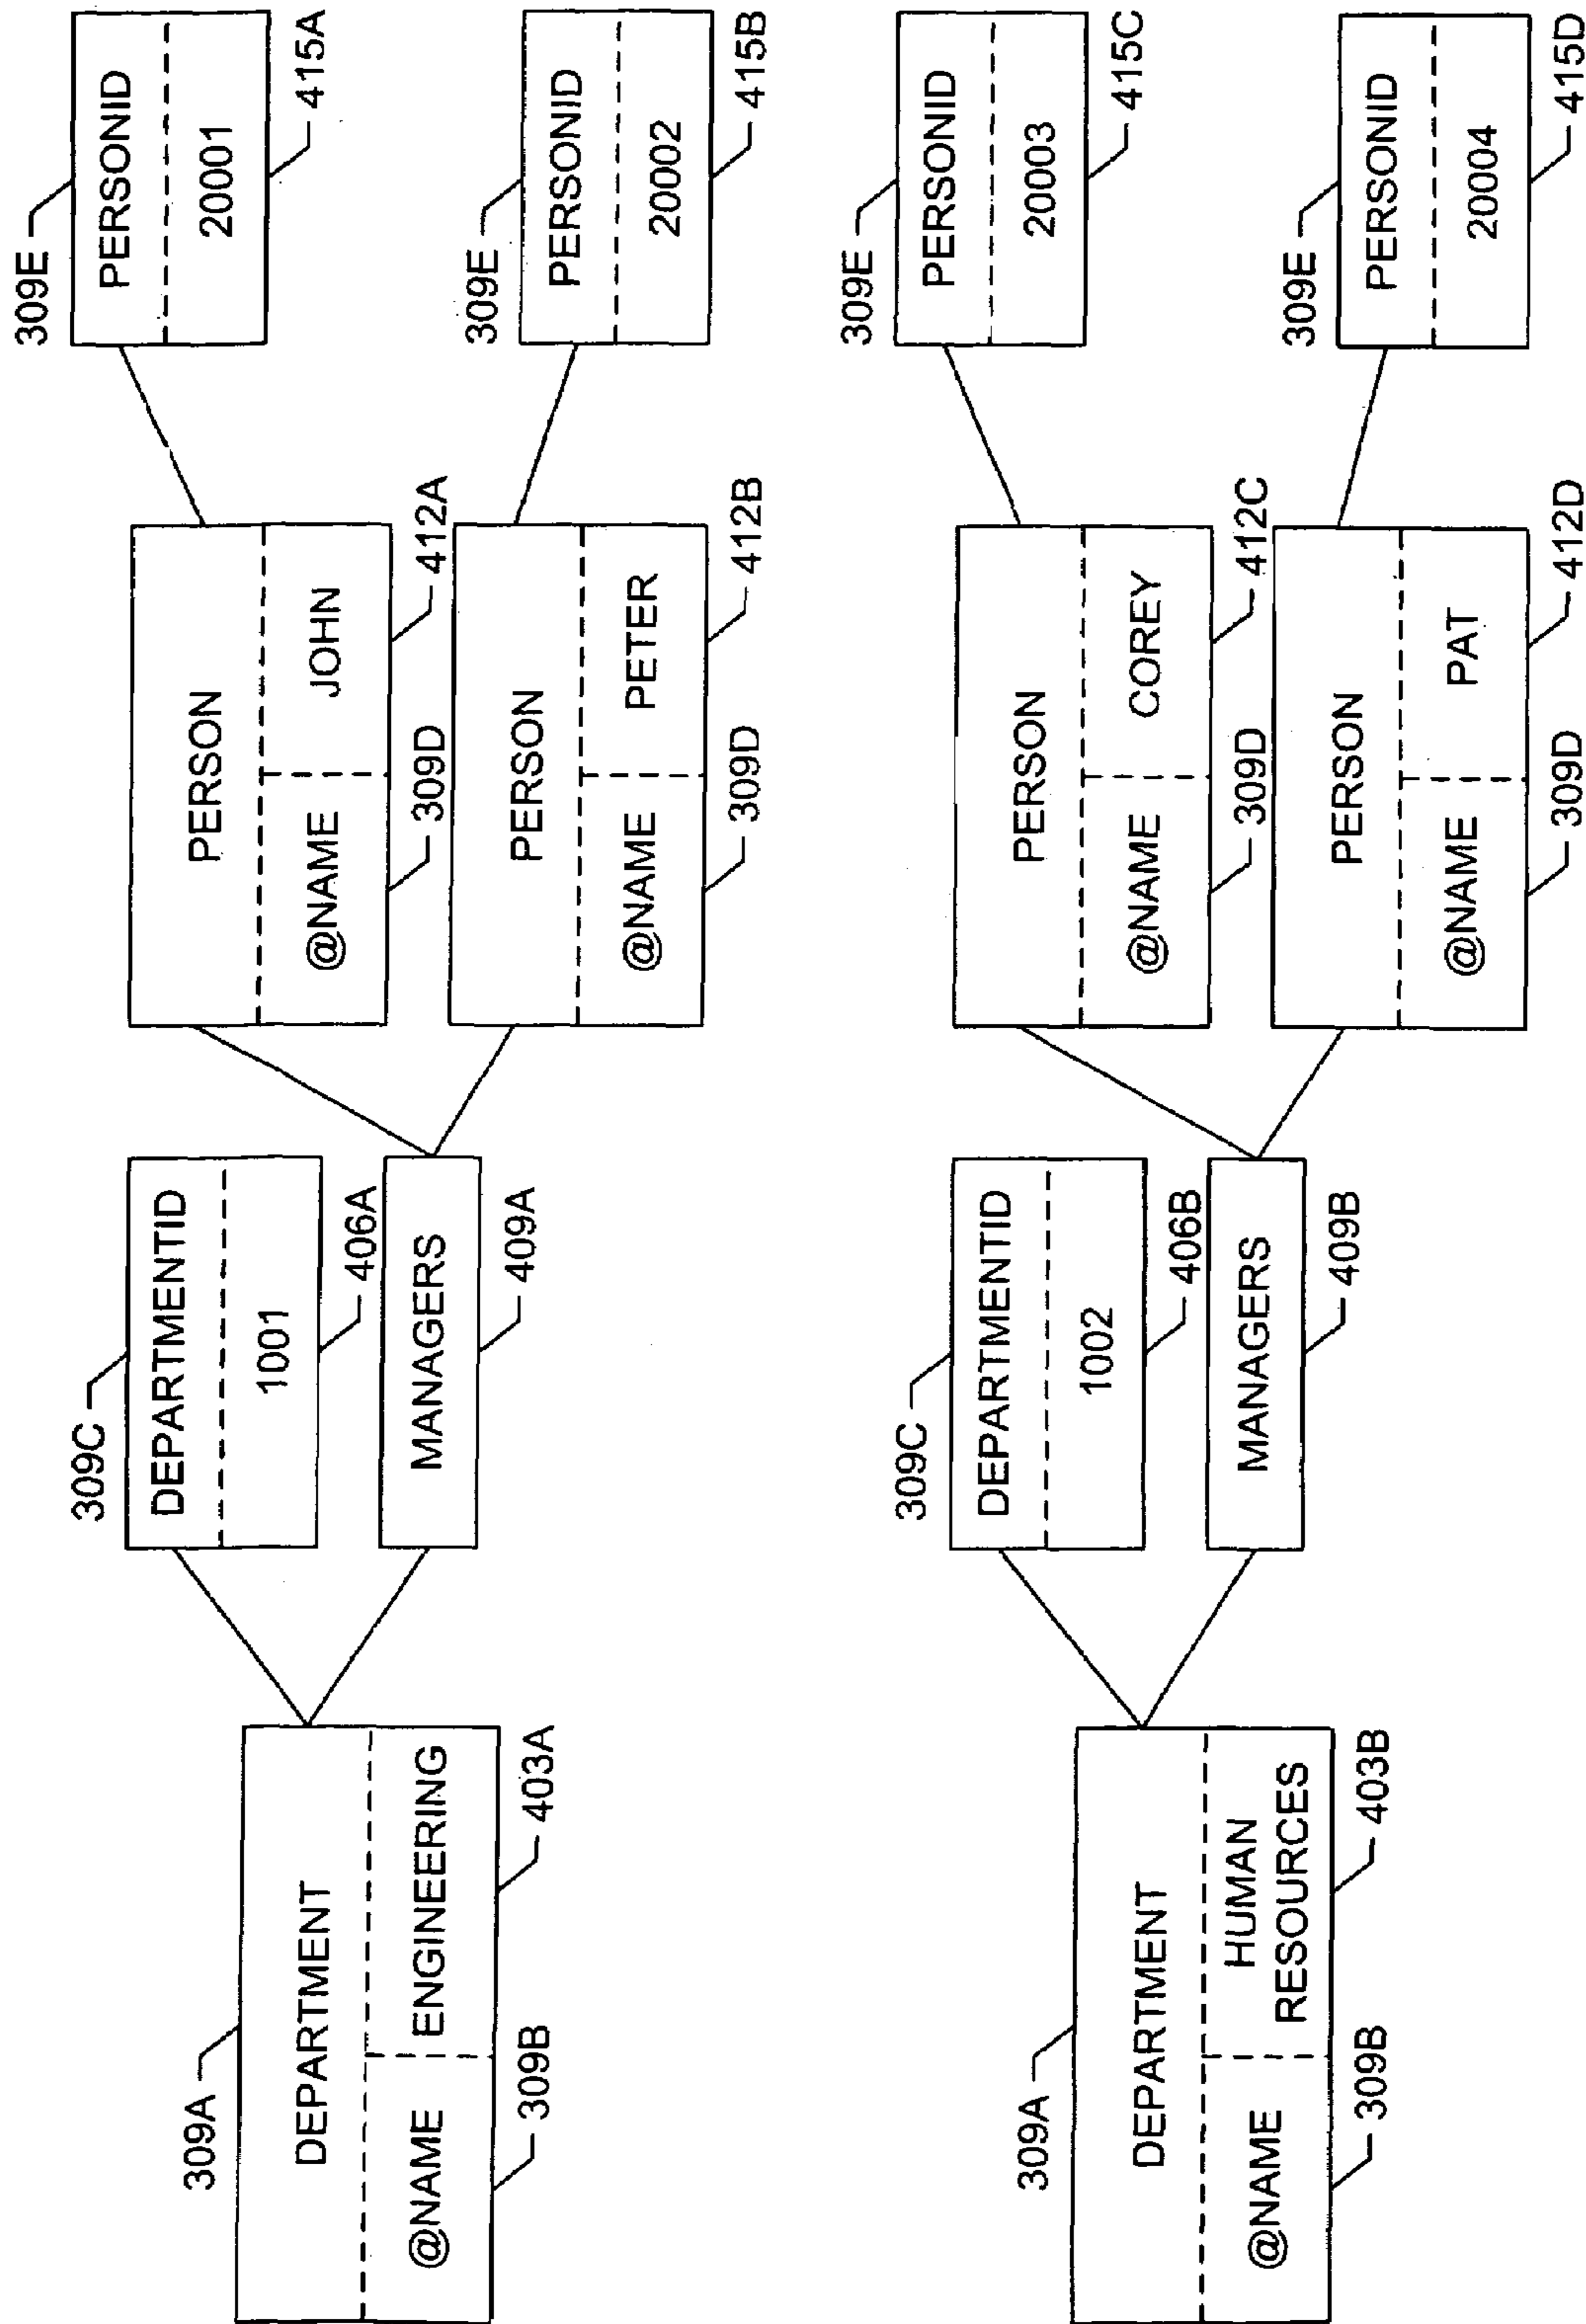 309A
DEPARTMENT
@NAME
ENGINEERING
309B
403A
309C
DEPARTMENTID
1001
406A
MANAGERS
409A
PERSON
@NAME
JOHN
309D
412A
PERSON
@NAME
PETER
309D
412B
309E
PERSONID
20001
415A
309E
PERSONID
20002
415B
309A
DEPARTMENT
@NAME
HUMAN
RESOURCES
309B
403B
309C
DEPARTMENTID
1002
406B
MANAGERS
409B
PERSON
@NAME
COREY
309D
412C
PERSON
@NAME
PAT
309D
412D
309E
PERSONID
20003
415C
309E
PERSONID
20004
415D